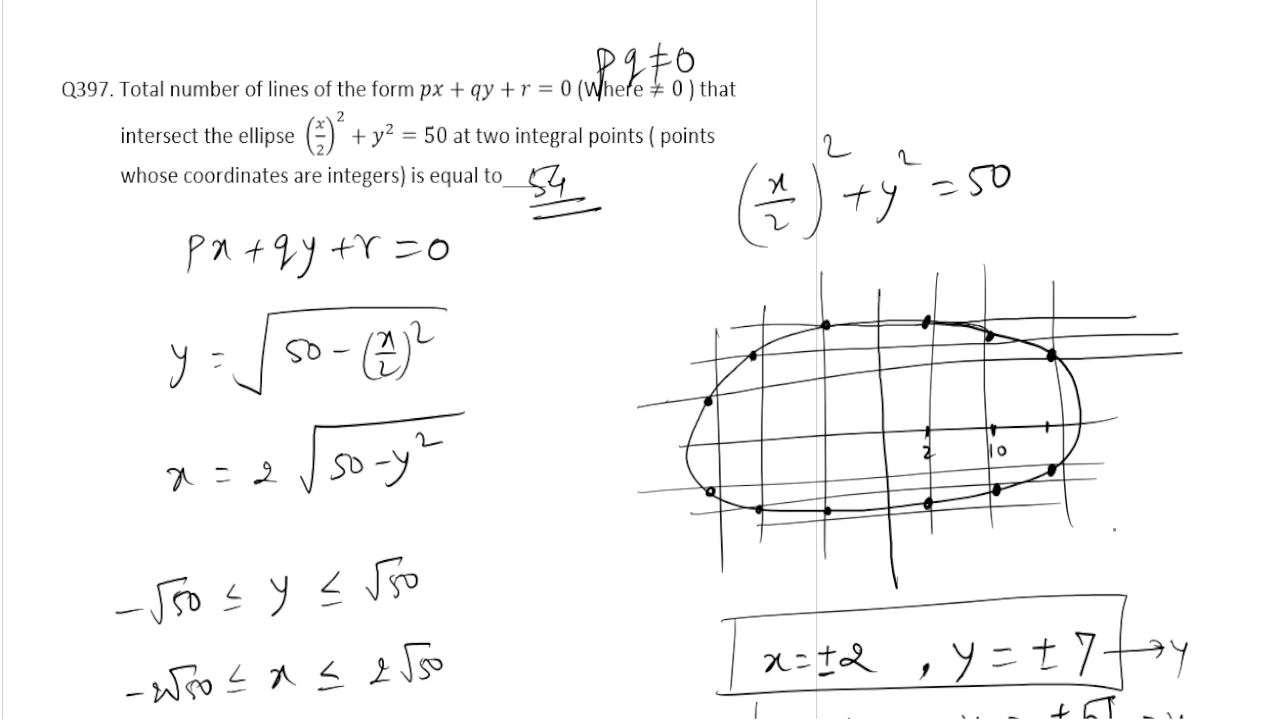 pq≠0
Q397. Total number of lines of the form px + qy + r = 0 (Where ≠ 0 ) that
intersect the ellipse (x/2)² + y² = 50 at two integral points ( points
whose coordinates are integers) is equal to__54
(x/2)² + y² = 50
px + qy + r = 0
y = √(50 - (x/2)²)
x = 2 √(50 - y²)
2 10
-√50 ≤ y ≤ √50
-2√50 ≤ x ≤ 2√50
x = ±2 , y = ± 7 → y